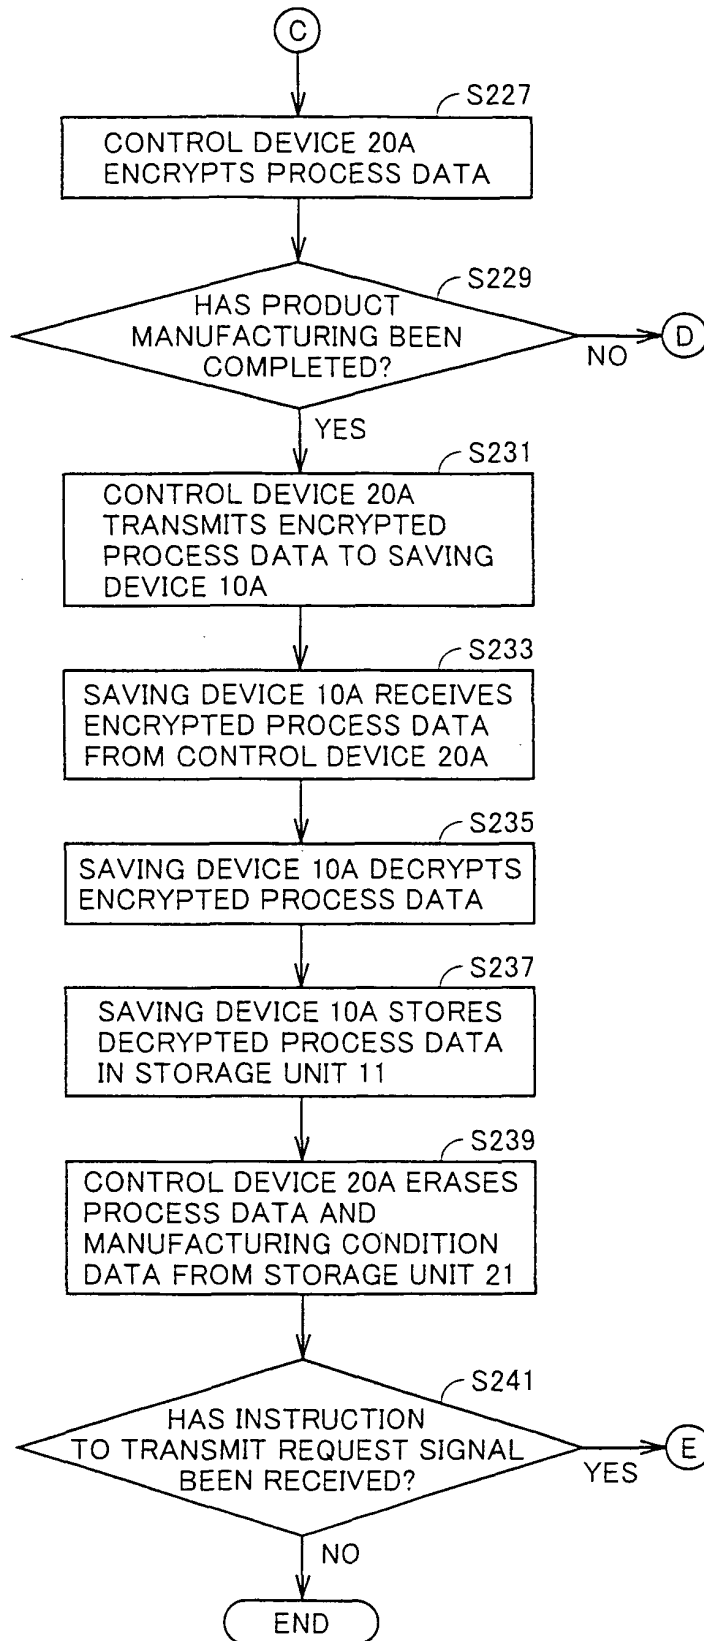 C
S227
CONTROL DEVICE 20A
ENCRYPTS PROCESS DATA
S229
HAS PRODUCT
MANUFACTURING BEEN
COMPLETED?
NO
D
YES
S231
CONTROL DEVICE 20A
TRANSMITS ENCRYPTED
PROCESS DATA TO SAVING
DEVICE 10A
S233
SAVING DEVICE 10A RECEIVES
ENCRYPTED PROCESS DATA
FROM CONTROL DEVICE 20A
S235
SAVING DEVICE 10A DECRYPTS
ENCRYPTED PROCESS DATA
S237
SAVING DEVICE 10A STORES
DECRYPTED PROCESS DATA
IN STORAGE UNIT 11
S239
CONTROL DEVICE 20A ERASES
PROCESS DATA AND
MANUFACTURING CONDITION
DATA FROM STORAGE UNIT 21
S241
HAS INSTRUCTION
TO TRANSMIT REQUEST SIGNAL
BEEN RECEIVED?
YES
E
NO
END